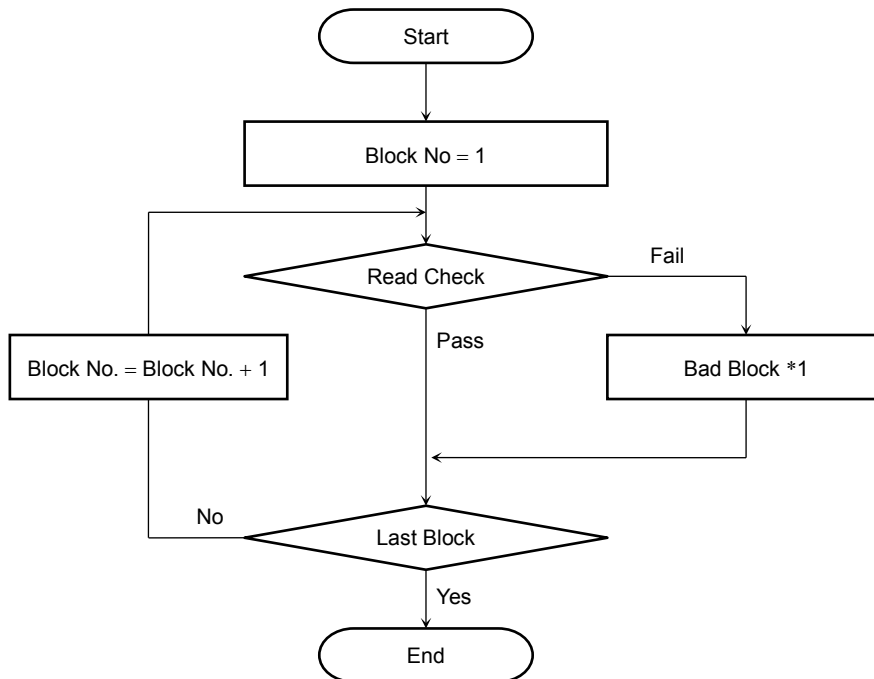 Start
Block No = 1
Read Check
Fail
Pass
Block No. = Block No. + 1
Bad Block *1
No
Last Block
Yes
End